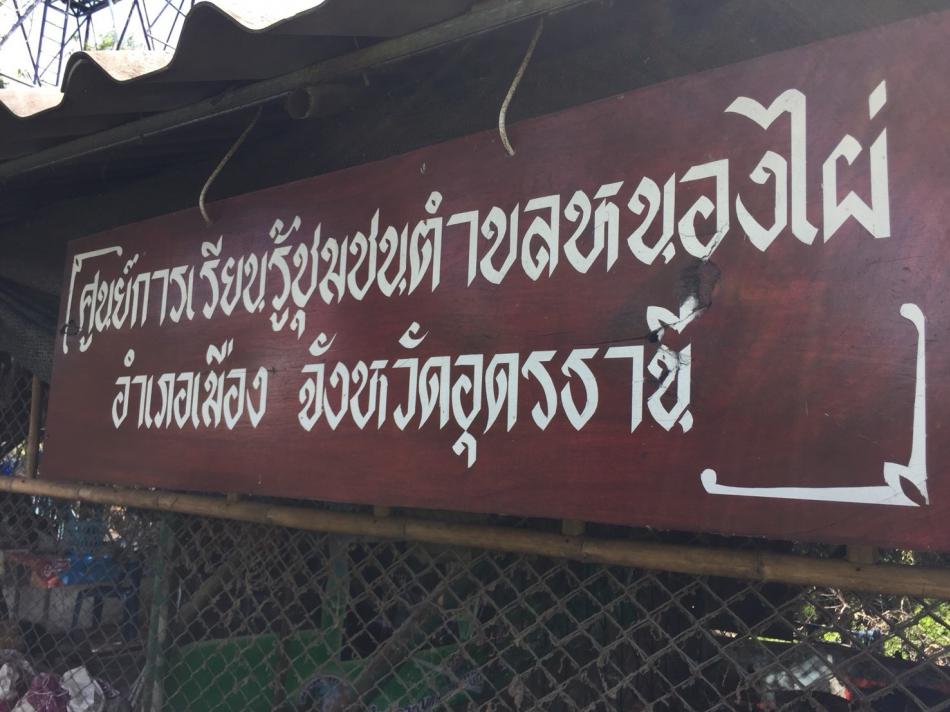 ศูนย์การเรียนรู้ชุมชนตำบลหนองไผ่
อำเภอเมือง จังหวัดอุดรธานี